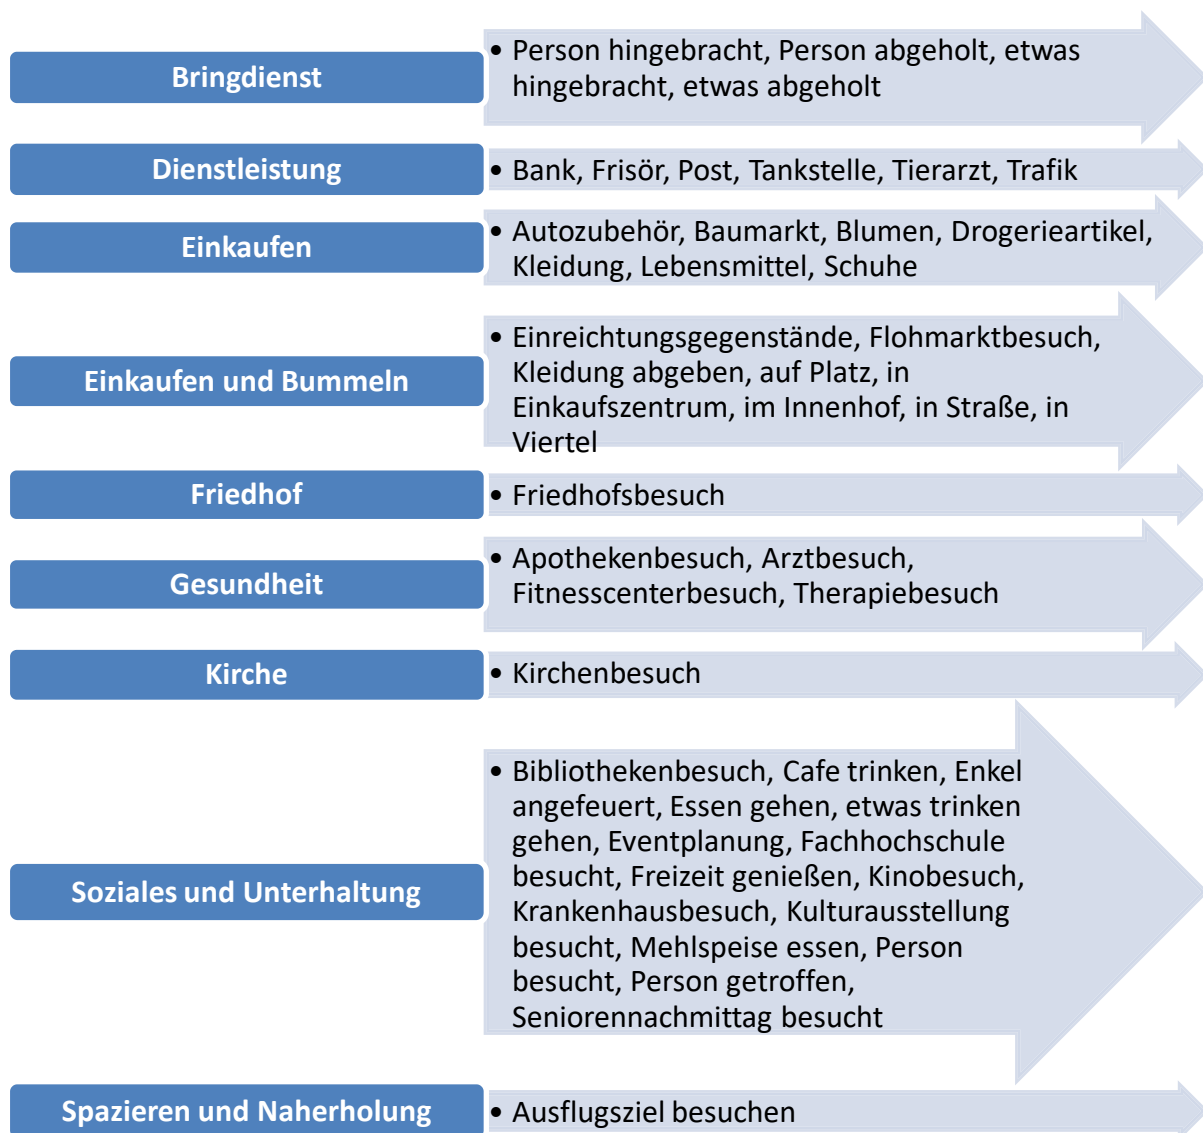 Bringdienst
• Person hingebracht, Person abgeholt, etwas
hingebracht, etwas abgeholt
Dienstleistung
• Bank, Frisör, Post, Tankstelle, Tierarzt, Trafik
Einkaufen
• Autozubehör, Baumarkt, Blumen, Drogerieartikel,
Kleidung, Lebensmittel, Schuhe
Einkaufen und Bummeln
• Einreichtungsgegenstände, Flohmarktbesuch,
Kleidung abgeben, auf Platz, in
Einkaufszentrum, im Innenhof, in Straße, in
Viertel
Friedhof
• Friedhofsbesuch
Gesundheit
• Apothekenbesuch, Arztbesuch,
Fitnesscenterbesuch, Therapiebesuch
Kirche
• Kirchenbesuch
Soziales und Unterhaltung
• Bibliothekenbesuch, Cafe trinken, Enkel
angefeuert, Essen gehen, etwas trinken
gehen, Eventplanung, Fachhochschule
besucht, Freizeit genießen, Kinobesuch,
Krankenhausbesuch, Kulturausstellung
besucht, Mehlspeise essen, Person
besucht, Person getroffen,
Seniorennachmittag besucht
Spazieren und Naherholung
• Ausflugsziel besuchen